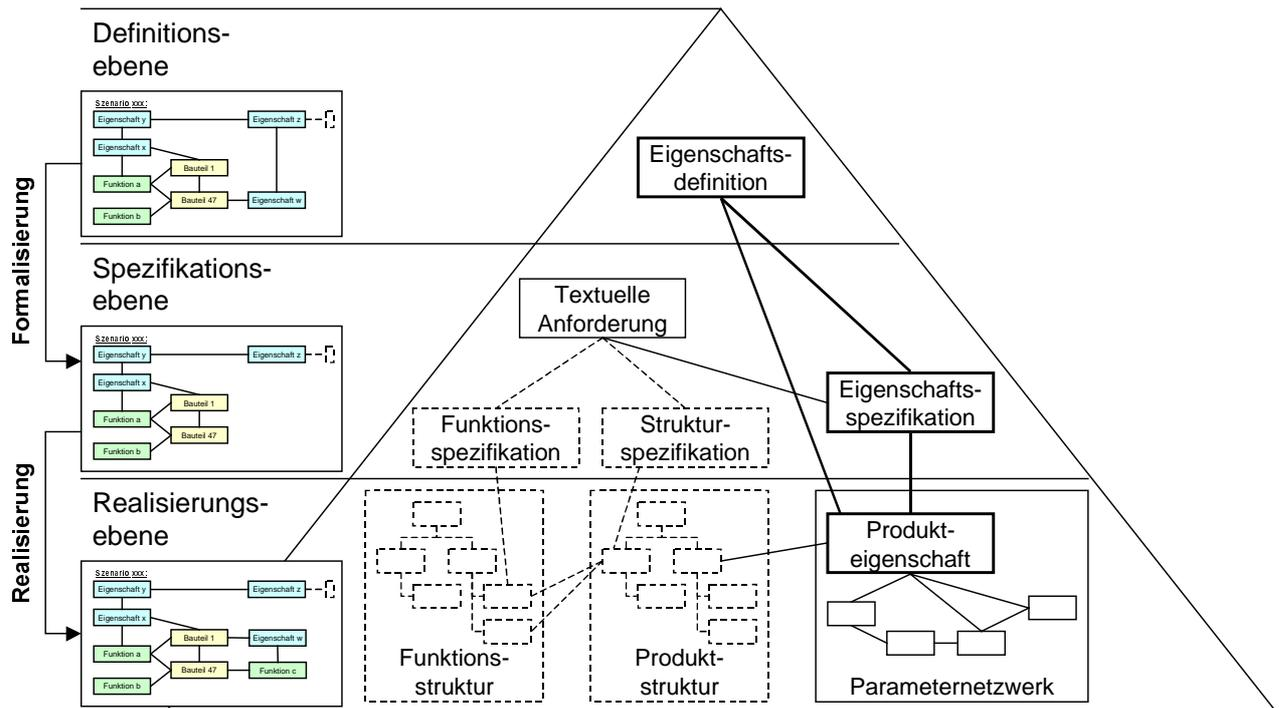 Definitions-
ebene
Szenario xxx:
Eigenschaft y
Eigenschaft z
Eigenschaft x
Bauteil 1
Funktion a
Bauteil 47
Eigenschaft w
Funktion b
Eigenschafts-
definition
Formalisierung
Spezifikations-
ebene
Szenario xxx:
Eigenschaft y
Eigenschaft z
Eigenschaft x
Bauteil 1
Funktion a
Bauteil 47
Funktion b
Textuelle
Anforderung
Eigenschafts-
spezifikation
Funktions-
spezifikation
Struktur-
spezifikation
Realisierung
Realisierungs-
ebene
Szenario xxx:
Eigenschaft y
Eigenschaft z
Eigenschaft x
Bauteil 1
Eigenschaft w
Funktion a
Bauteil 47
Funktion c
Funktion b
Funktions-
struktur
Produkt-
struktur
Produkt-
eigenschaft
Parameternetzwerk